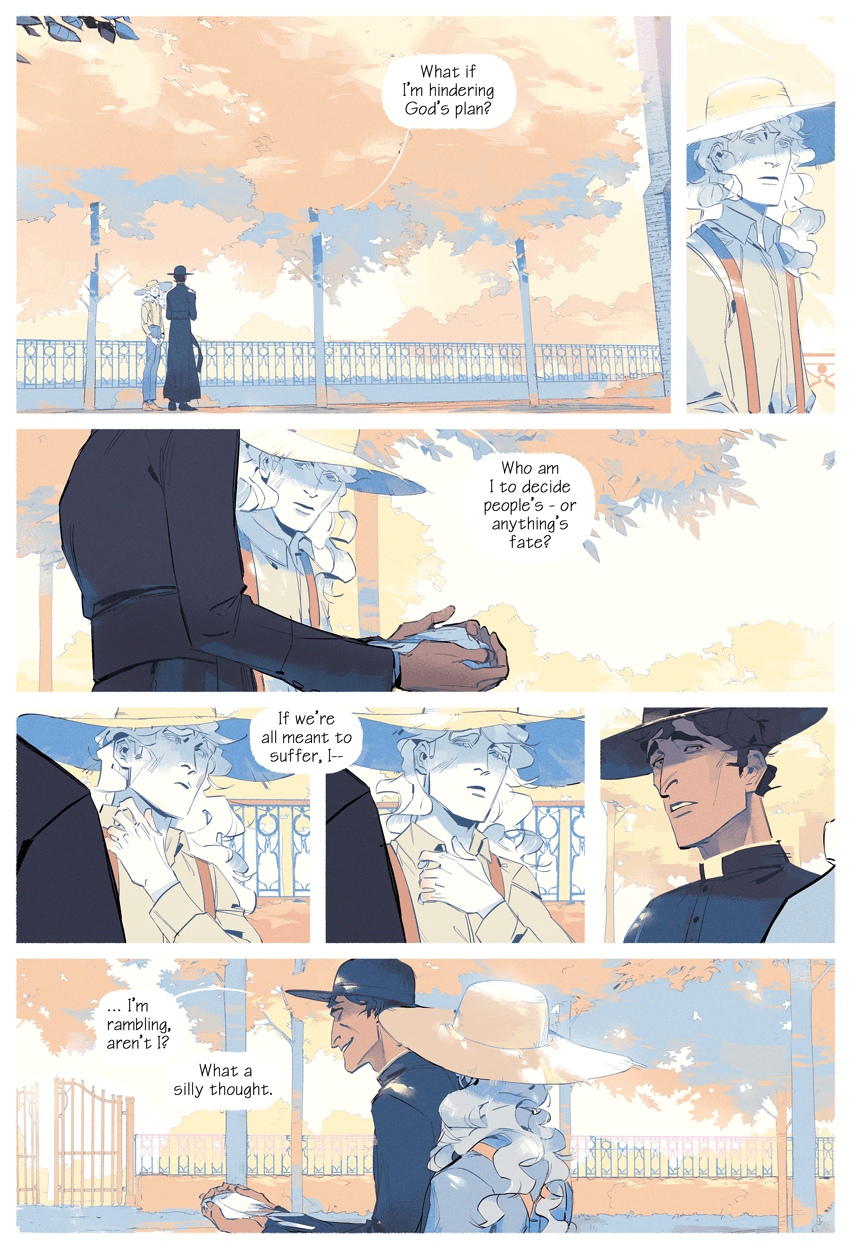 What if
I'm hindering
God's plan?
Who am
I to decide
people's - or
anything's
fate?
If we're
all meant to
suffer, I--
... I'm
rambling,
aren't I?
What a
silly thought.